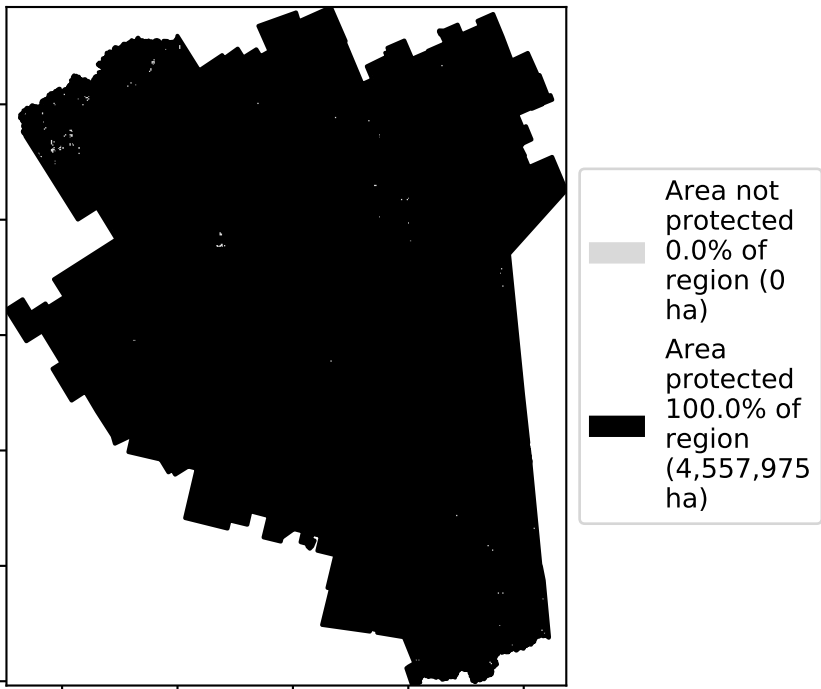 Area not
protected
0.0% of
region (0
ha)
Area
protected
100.0% of
region
(4,557,975
ha)